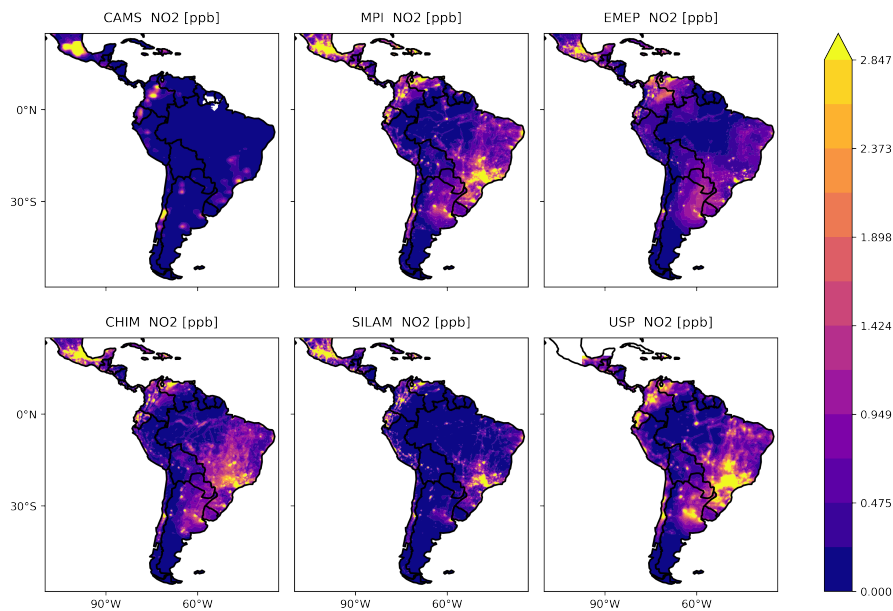 CAMS  NO2 [ppb]
MPI  NO2 [ppb]
EMEP  NO2 [ppb]
0°N
30°S
CHIM  NO2 [ppb]
SILAM  NO2 [ppb]
USP  NO2 [ppb]
0°N
30°S
90°W
60°W
90°W
60°W
90°W
60°W
2.847
2.373
1.898
1.424
0.949
0.475
0.000